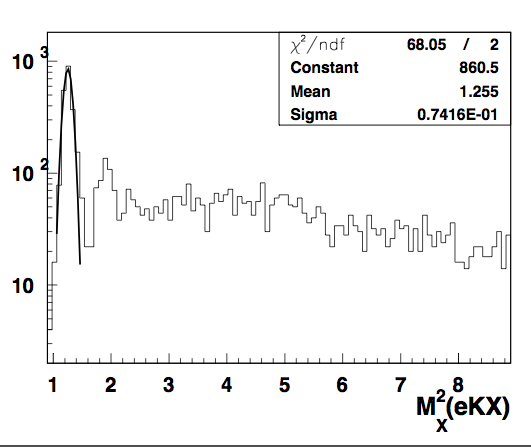 χ²/ndf 68.05 / 2
Constant 860.5
Mean 1.255
Sigma 0.7416E-01
10³
10²
10
1 2 3 4 5 6 7 8
M²X(eKX)